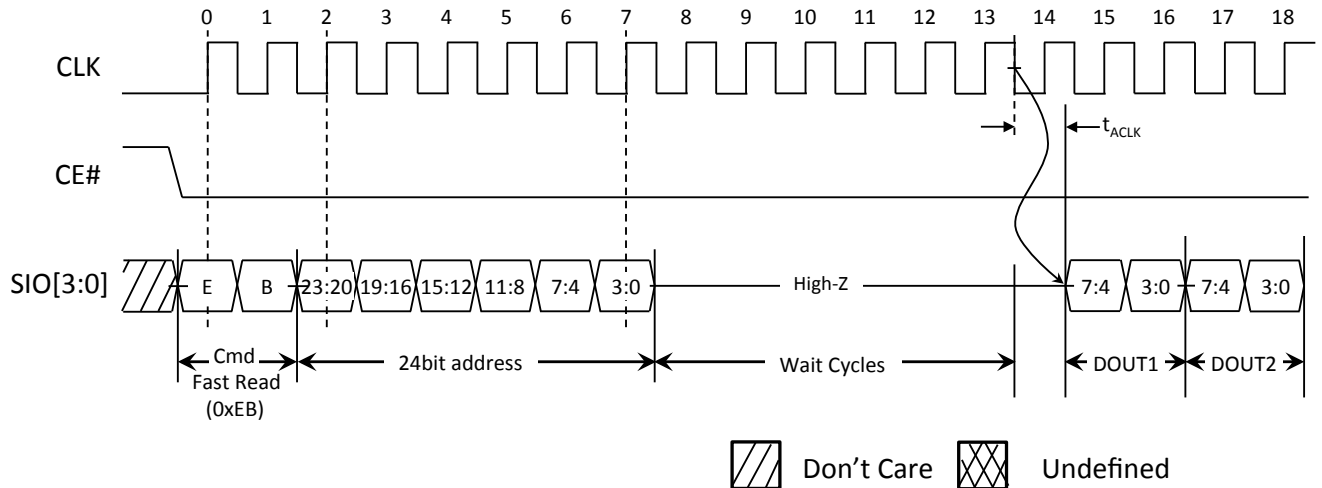 0 1 2 3 4 5 6 7 8 9 10 11 12 13 14 15 16 17 18
CLK
tACLK
CE#
SIO[3:0]
E B 23:20 19:16 15:12 11:8 7:4 3:0 High-Z 7:4 3:0 7:4 3:0
Cmd 24bit address Wait Cycles DOUT1 DOUT2
Fast Read
(0xEB)
Don't Care Undefined